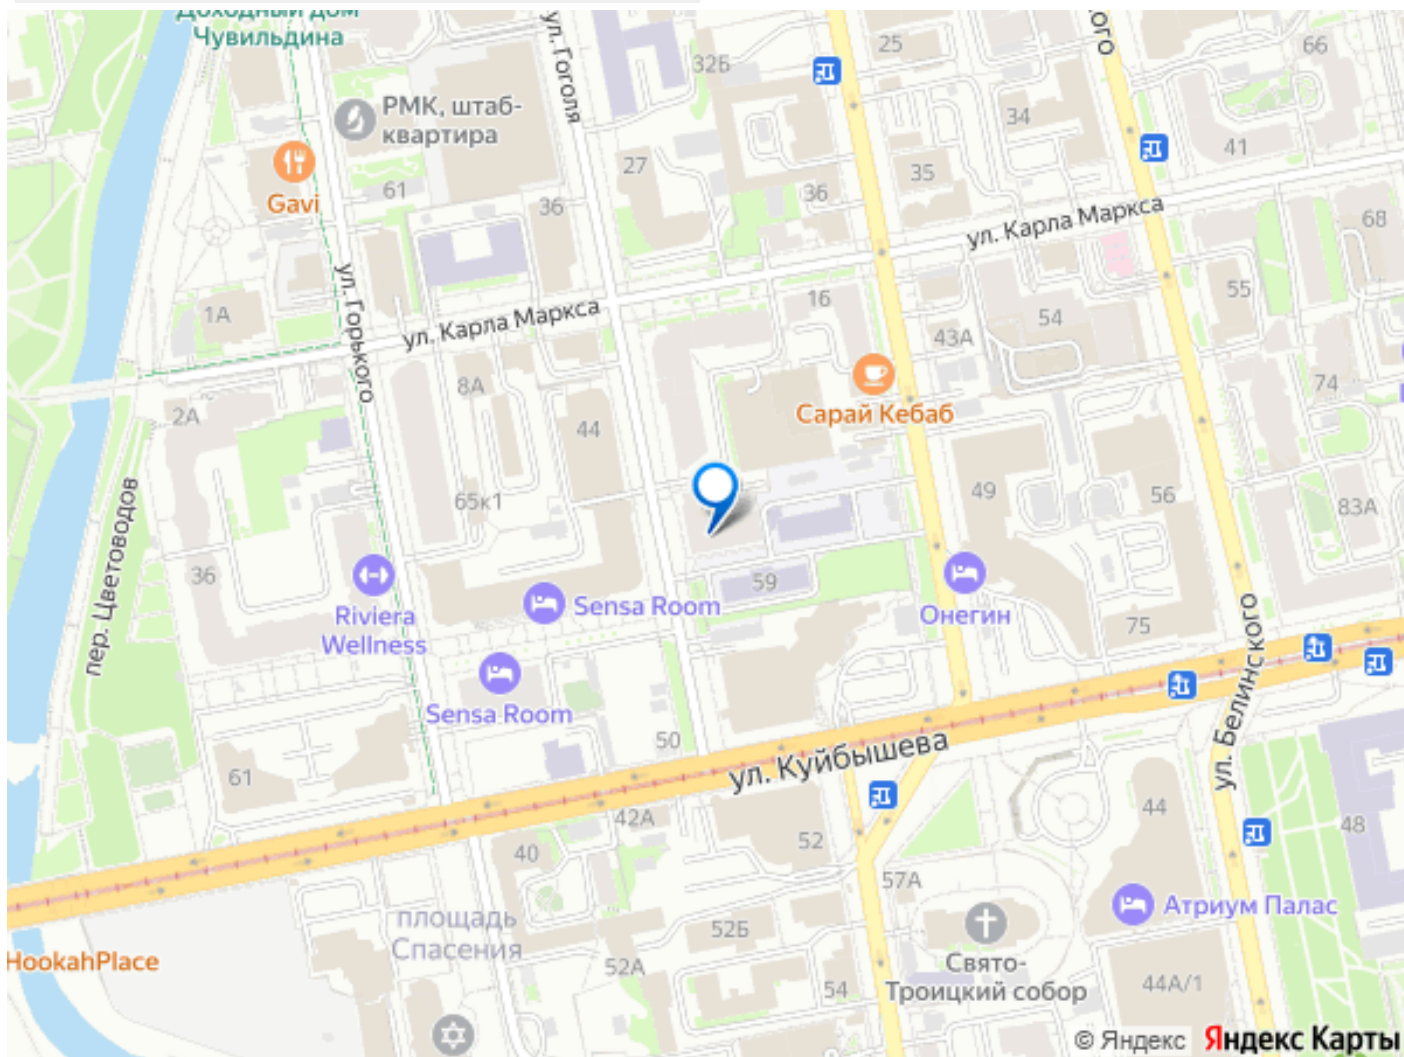 Доходный дом
Чувильдина
ул. Гоголя
32Б
25
66
ого
РМК, штаб-
квартира
34
41
27
35
Gavi
61
36
36
ул. Карла Маркса
68
ул. Горького
1А
ул. Карла Маркса
16
55
54
43А
8А
74
2А
44
Сарай Кебаб
пер. Цветоводов
65к1
49
56
83А
36
59
Riviera
Wellness
Sensa Room
Онегин
75
ул. Белинского
Sensa Room
50
ул. Куйбышева
61
42А
44
48
40
52
57А
площадь
Спасения
52Б
Атриум Палас
HookahPlace
52А
Свято-
Троицкий собор
54
44А/1
© Яндекс Яндекс Карты